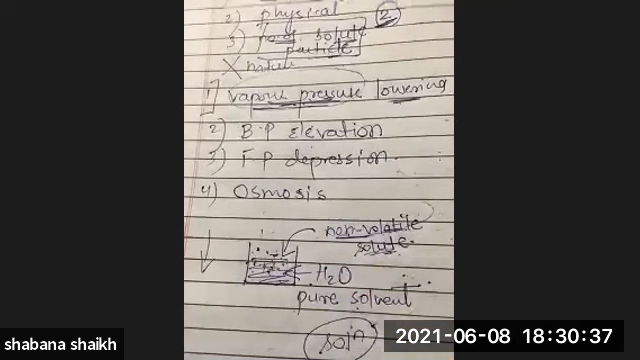 2) physical 2
3) no of solute
particle
X nature
1] vapour pressure lowering
2) B.P Elevation
3) F.P depression.
4) Osmosis
non-volatile
solute.
H₂O
pure solvent
soln
shabana shaikh
2021-06-08 18:30:37